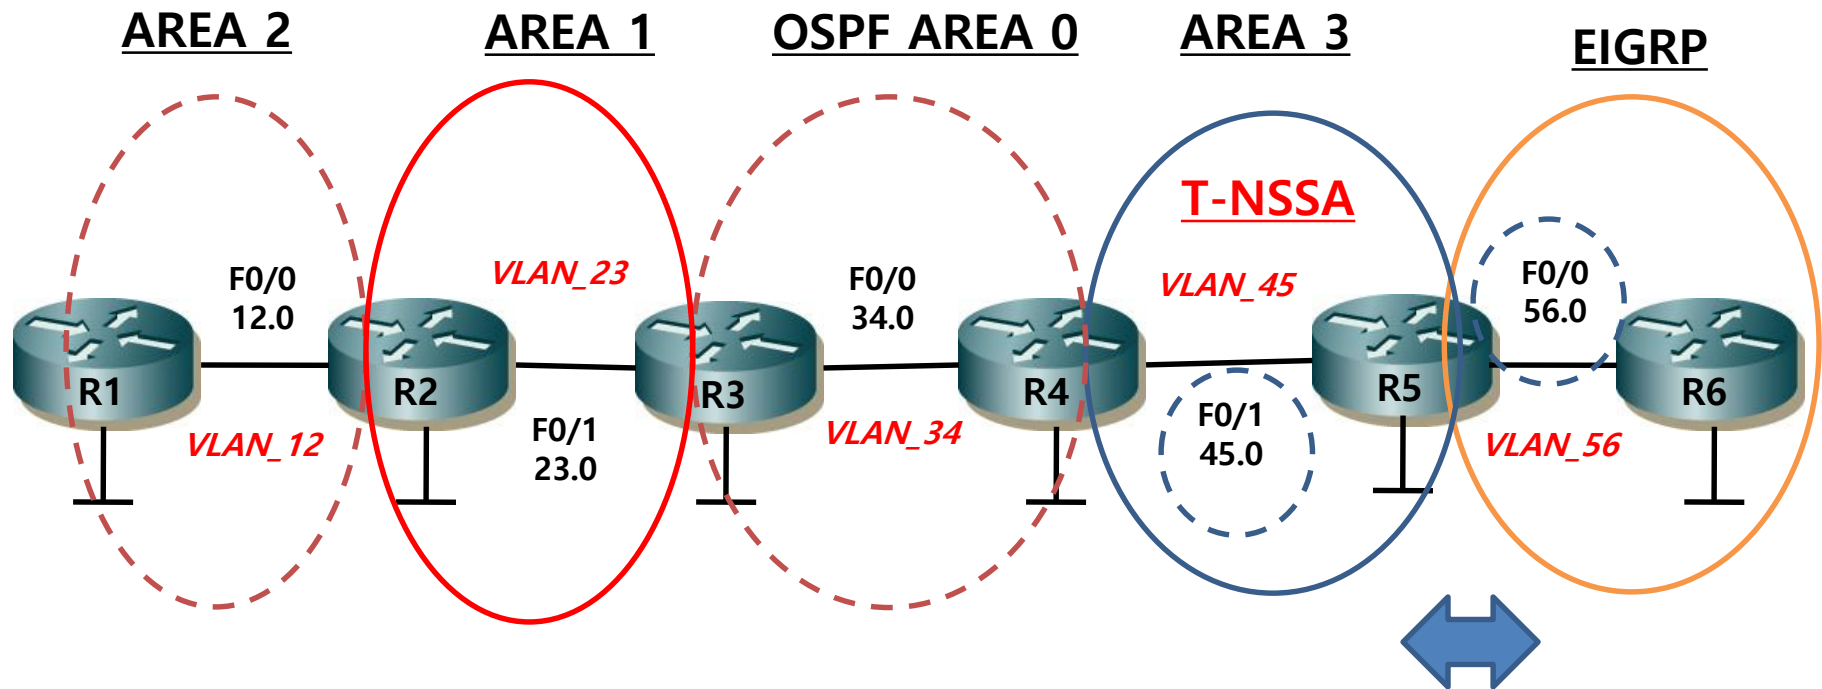 AREA 2
AREA 1
OSPF AREA 0
AREA 3
EIGRP
T-NSSA
F0/0
12.0
VLAN_23
F0/0
34.0
VLAN_45
F0/0
56.0
R1
R2
R3
R4
R5
R6
VLAN_12
F0/1
23.0
VLAN_34
F0/1
45.0
VLAN_56